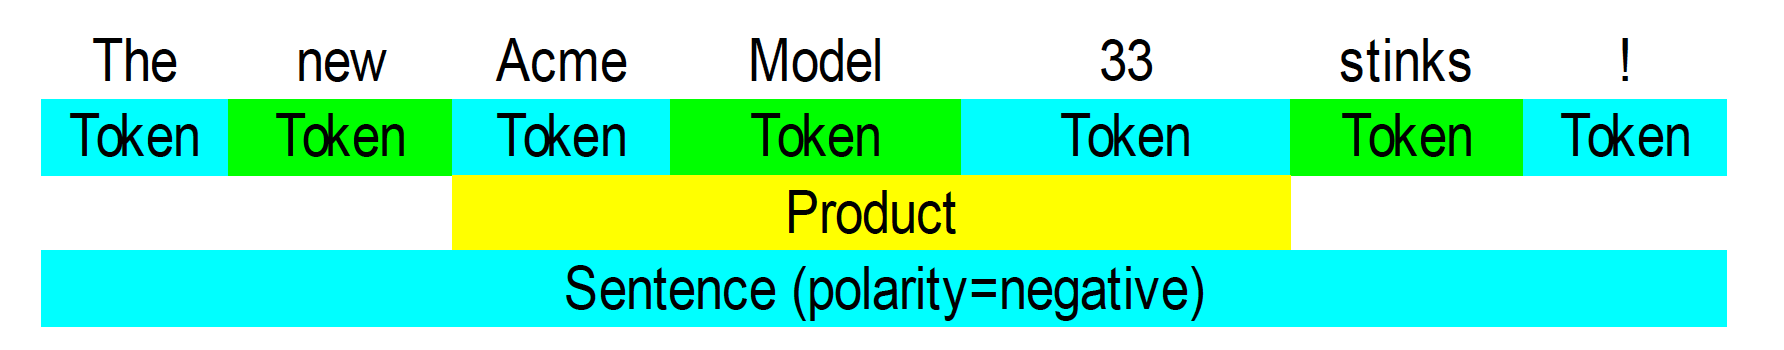 The new Acme Model 33 stinks !
Token Token Token Token Token Token Token
Product
Sentence (polarity=negative)